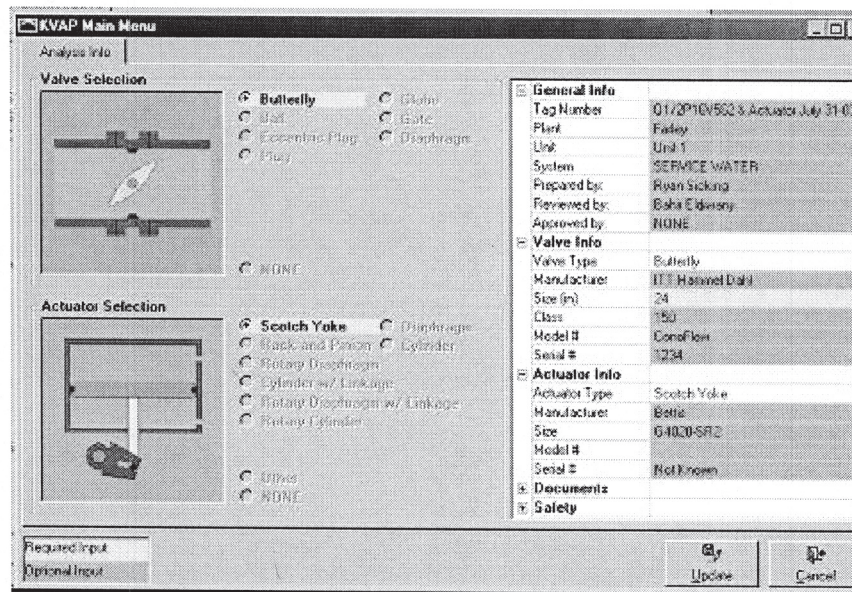 KVAP Main Menu
Analysis Info
Valve Selection
Butterfly
Ball
Eccentric Plug
Plug
NONE
Globe
Gate
Diaphragm
Actuator Selection
Scotch Yoke
Rack and Pinion
Rotary Diaphragm
Cylinder w/ Linkage
Rotary Diaphragm w/ Linkage
Rotary Cylinder
Other
NONE
Diaphragm
Cylinder
General Info
Tag Number Q1/2P16V562 & Actuator July 31-03
Plant Farley
Unit Unit 1
System SERVICE WATER
Prepared by: Ryan Sicking
Reviewed by: Baha Eldwany
Approved by: NONE
Valve Info
Valve Type Butterfly
Manufacturer ITT Hammel Dahl
Size (in) 24
Class 150
Model # ConoFlow
Serial # 1234
Actuator Info
Actuator Type Scotch Yoke
Manufacturer Bettis
Size G4020-SR2
Model #
Serial # Not Known
Documents
Safety
Required Input
Optional Input
Update
Cancel